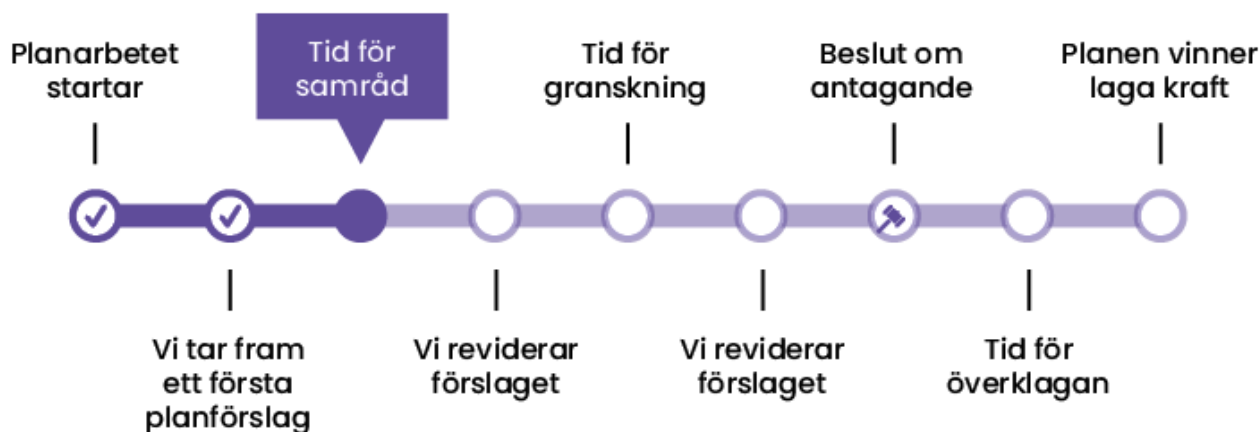 Planarbetet
startar
Tid för
samråd
Tid för
granskning
Beslut om
antagande
Planen vinner
laga kraft
Vi tar fram
ett första
planförslag
Vi reviderar
förslaget
Vi reviderar
förslaget
Tid för
överklagan